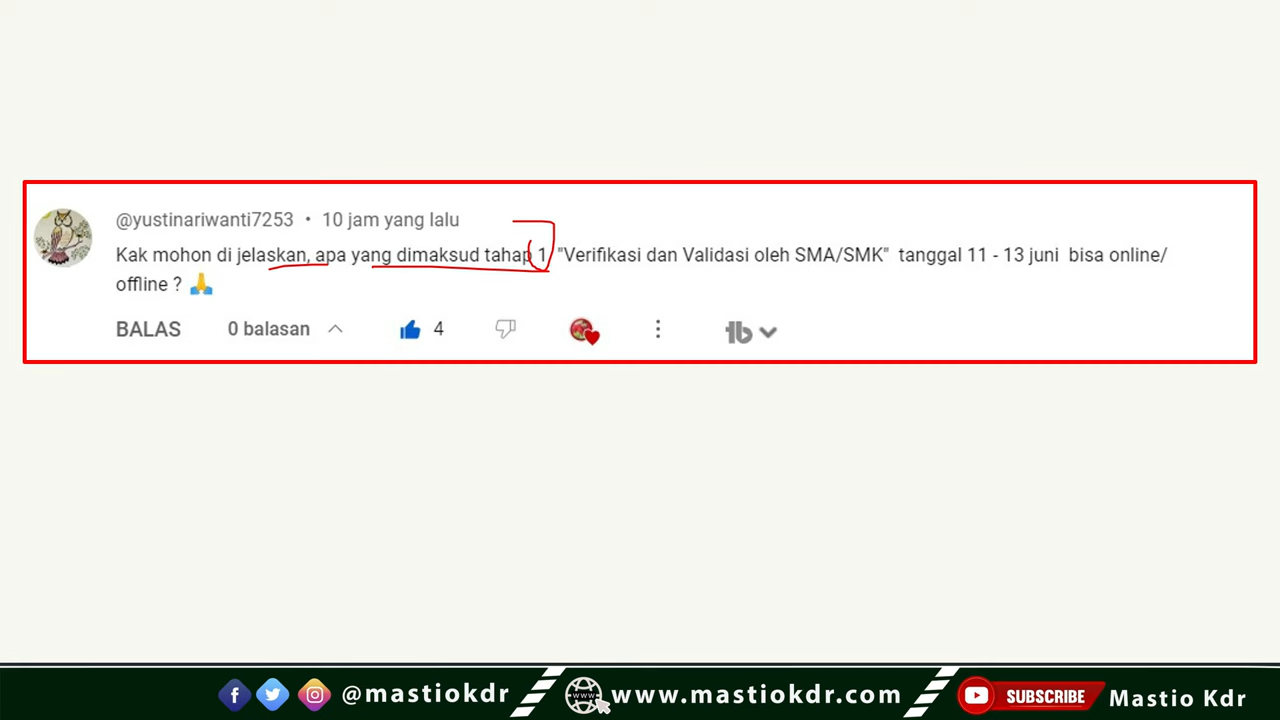 @yustinariwanti7253 • 10 jam yang lalu
Kak mohon di jelaskan, apa yang dimaksud tahap 1, "Verifikasi dan Validasi oleh SMA/SMK" tanggal 11 - 13 juni bisa online/
offline ? 🙏
BALAS 0 balasan 4
@mastiokdr www.mastiokdr.com SUBSCRIBE Mastio Kdr